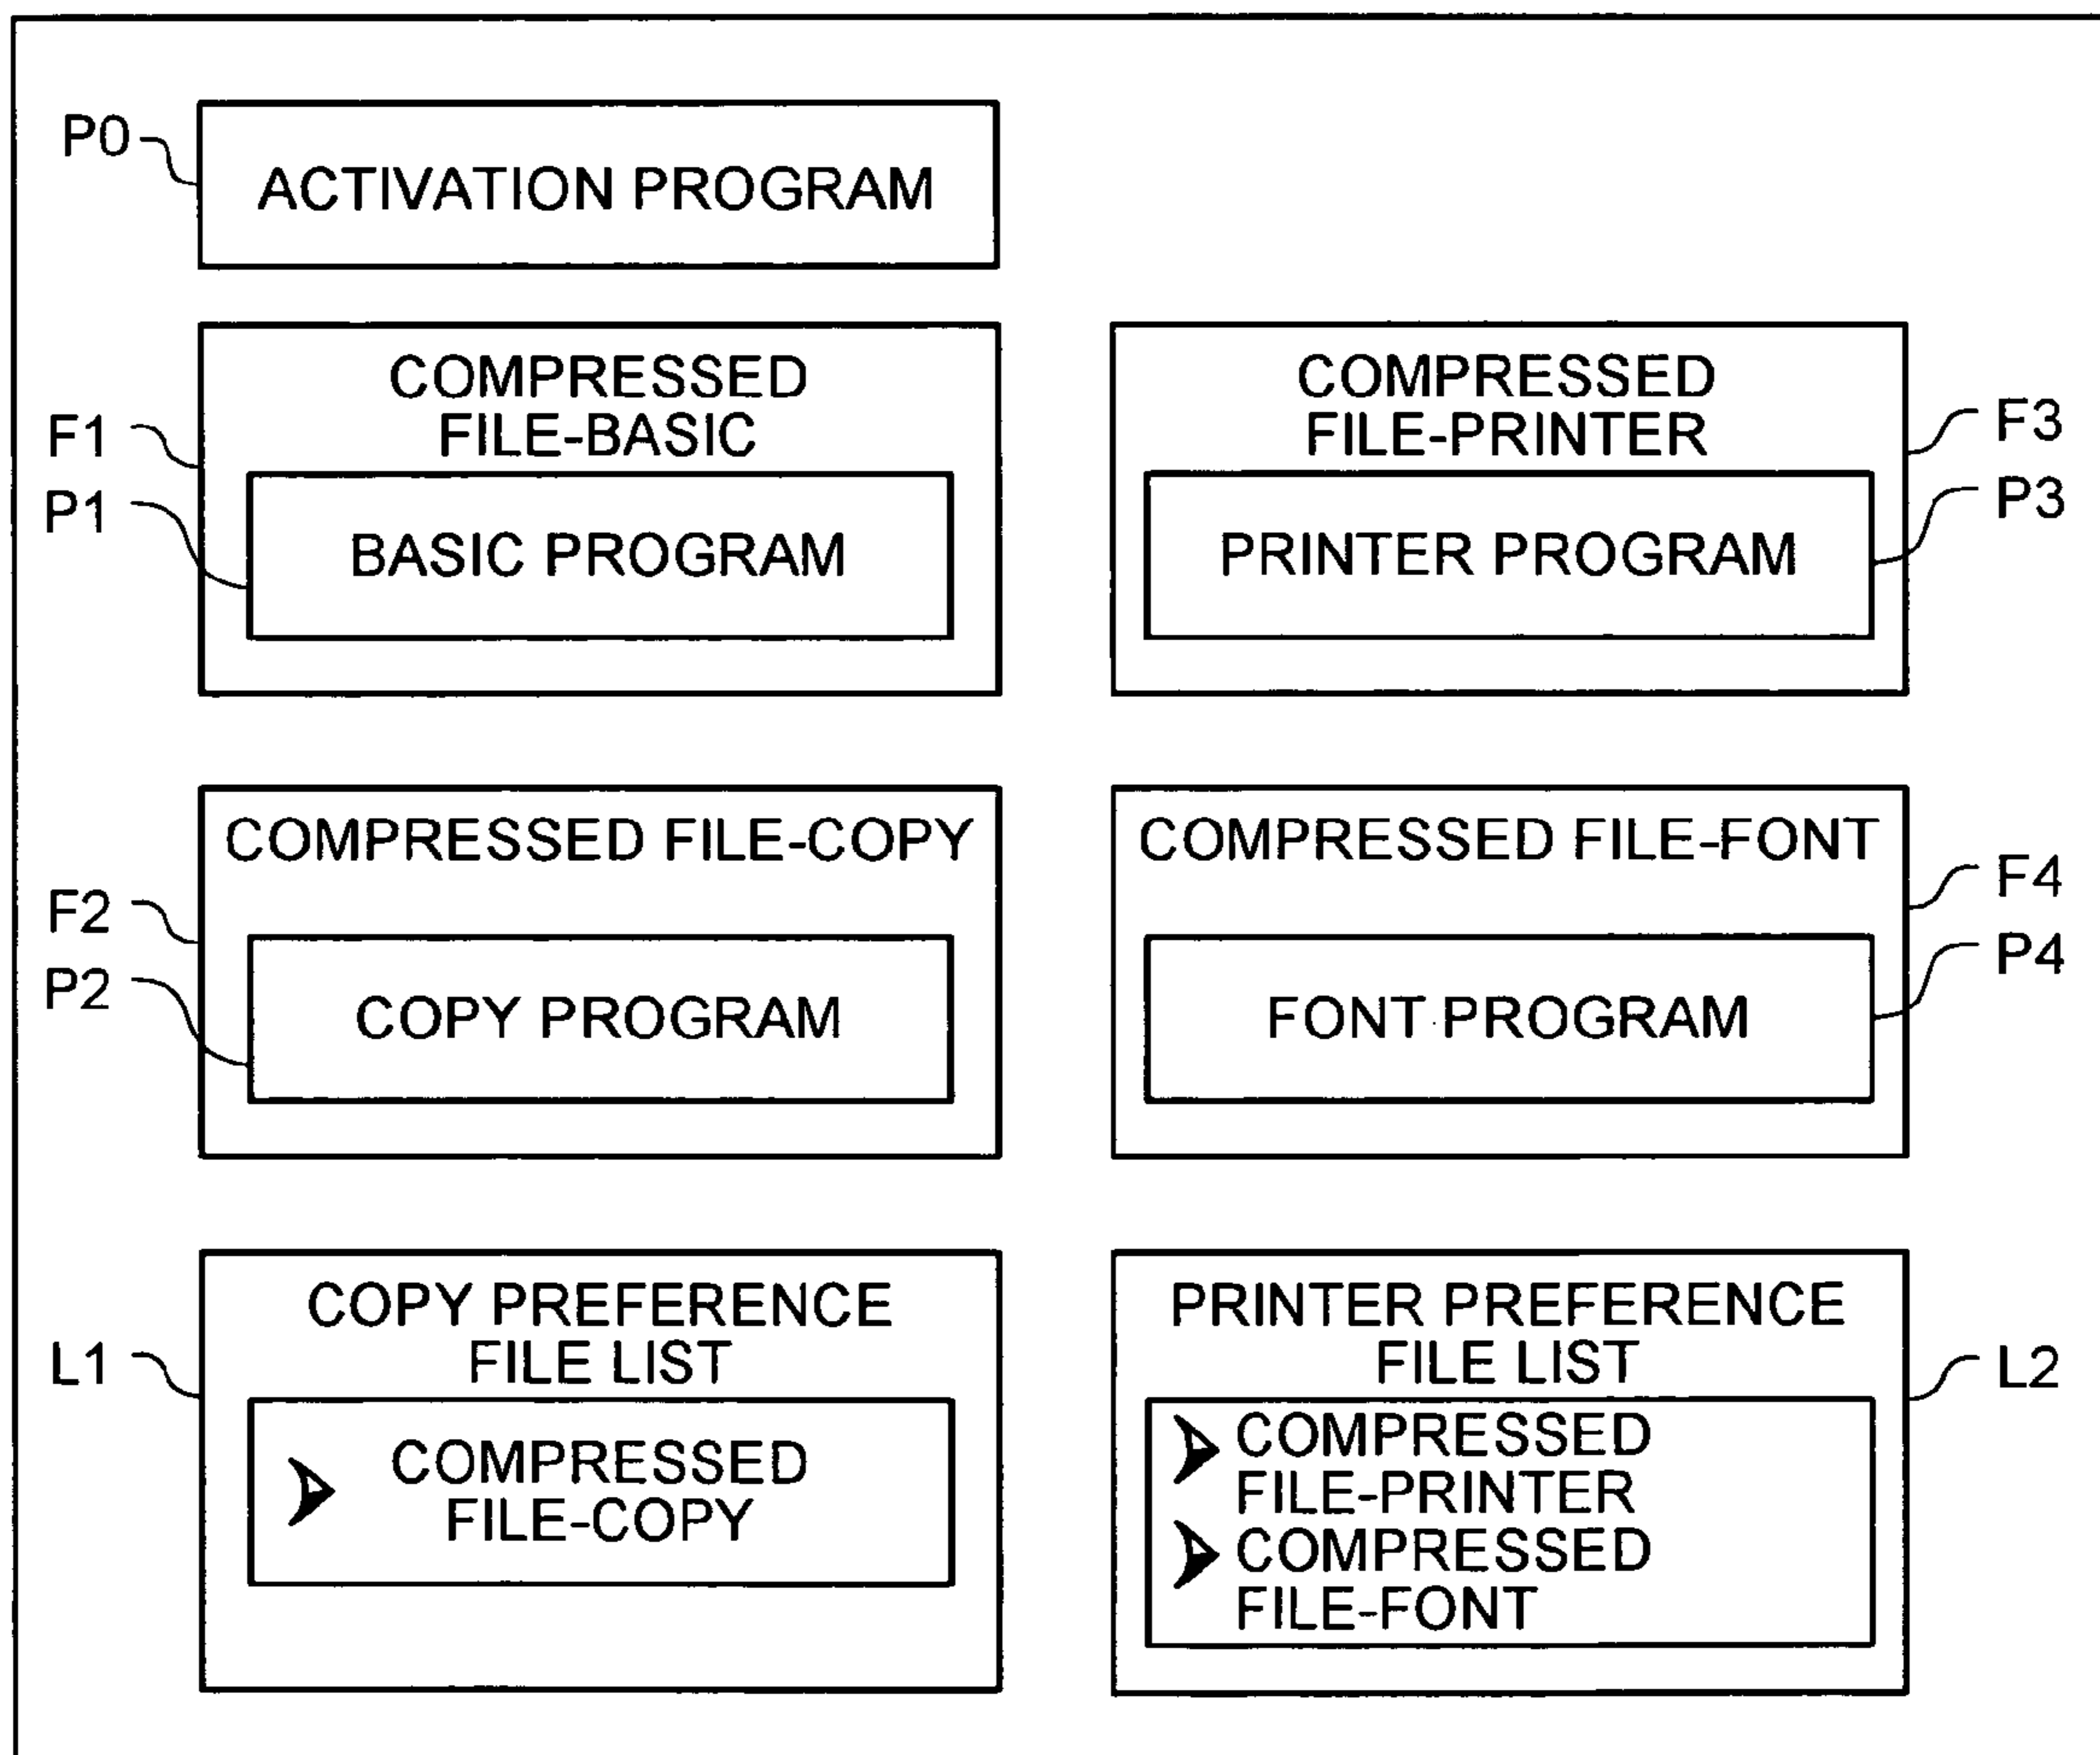 P0
ACTIVATION PROGRAM
F1
COMPRESSED
FILE-BASIC
P1
BASIC PROGRAM
COMPRESSED
FILE-PRINTER
F3
PRINTER PROGRAM
P3
F2
COMPRESSED FILE-COPY
P2
COPY PROGRAM
COMPRESSED FILE-FONT
F4
FONT PROGRAM
P4
L1
COPY PREFERENCE
FILE LIST
COMPRESSED
FILE-COPY
PRINTER PREFERENCE
FILE LIST
L2
COMPRESSED
FILE-PRINTER
COMPRESSED
FILE-FONT